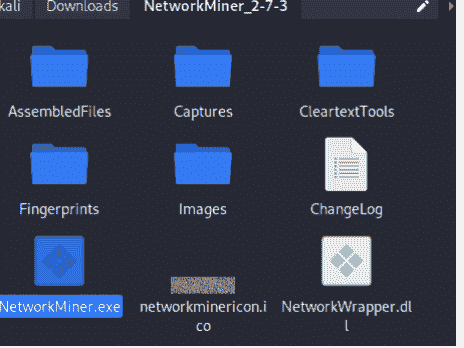 kali Downloads NetworkMiner_2-7-3
AssembledFiles Captures CleartextTools
Fingerprints Images ChangeLog
NetworkMiner.exe networkminericon.i NetworkWrapper.dl
co l